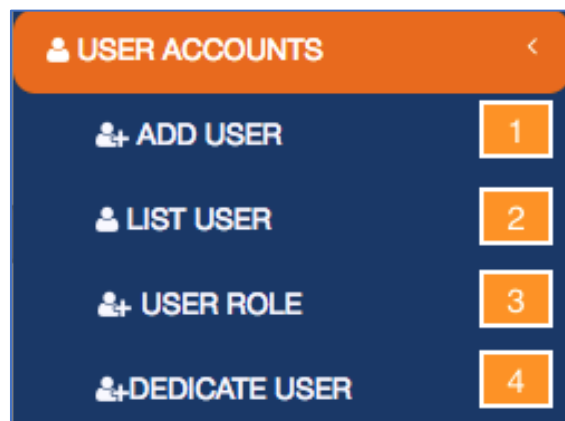 USER ACCOUNTS
ADD USER 1
LIST USER 2
USER ROLE 3
DEDICATE USER 4